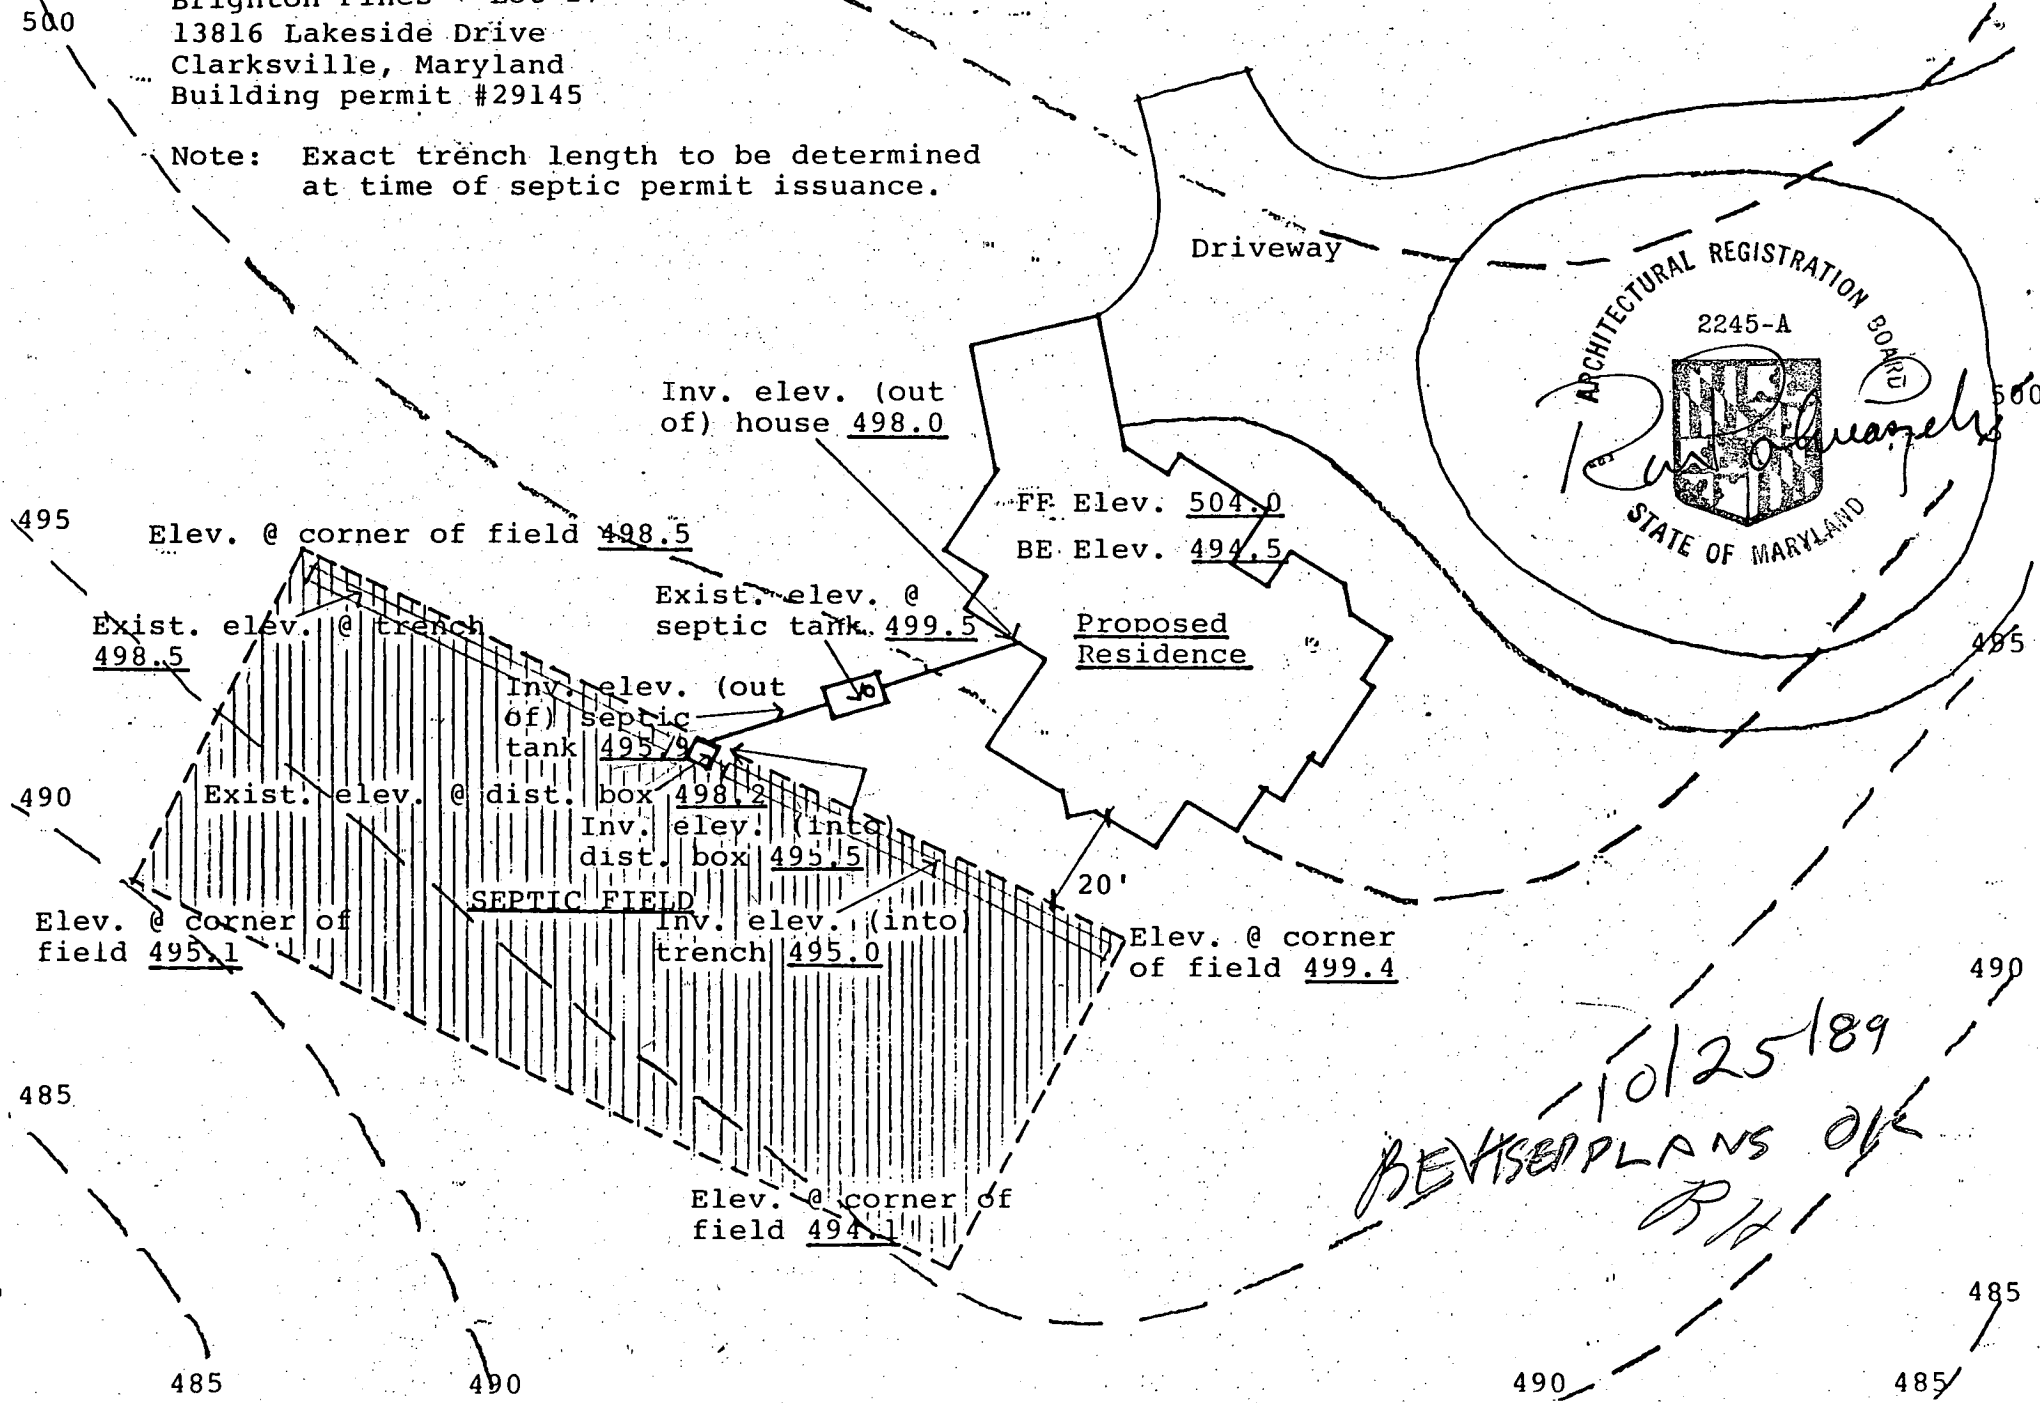 500
13816 Lakeside Drive
Clarksville, Maryland
Building permit #29145
Note: Exact trench length to be determined
at time of septic permit issuance.
Driveway
ARCHITECTURAL REGISTRATION BOARD
2245-A
STATE OF MARYLAND
500
Inv. elev. (out
of) house 498.0
FF Elev. 504.0
BE Elev. 494.5
495
Elev. @ corner of field 498.5
Exist. elev. @
septic tank 499.5
Exist. elev. @ trench
498.5
Proposed
Residence
495
Inv. elev. (out
of) septic
tank 495.9
490
Exist. elev. @ dist. box 498.2
Inv. elev. (into)
dist. box 495.5
20'
SEPTIC FIELD
Elev. @ corner of
field 495.1
Inv. elev. (into)
trench 495.0
Elev. @ corner
of field 499.4
490
10/25/89
REVISED PLANS OK
RH
485
Elev. @ corner of
field 494.1
485
485
490
490
485